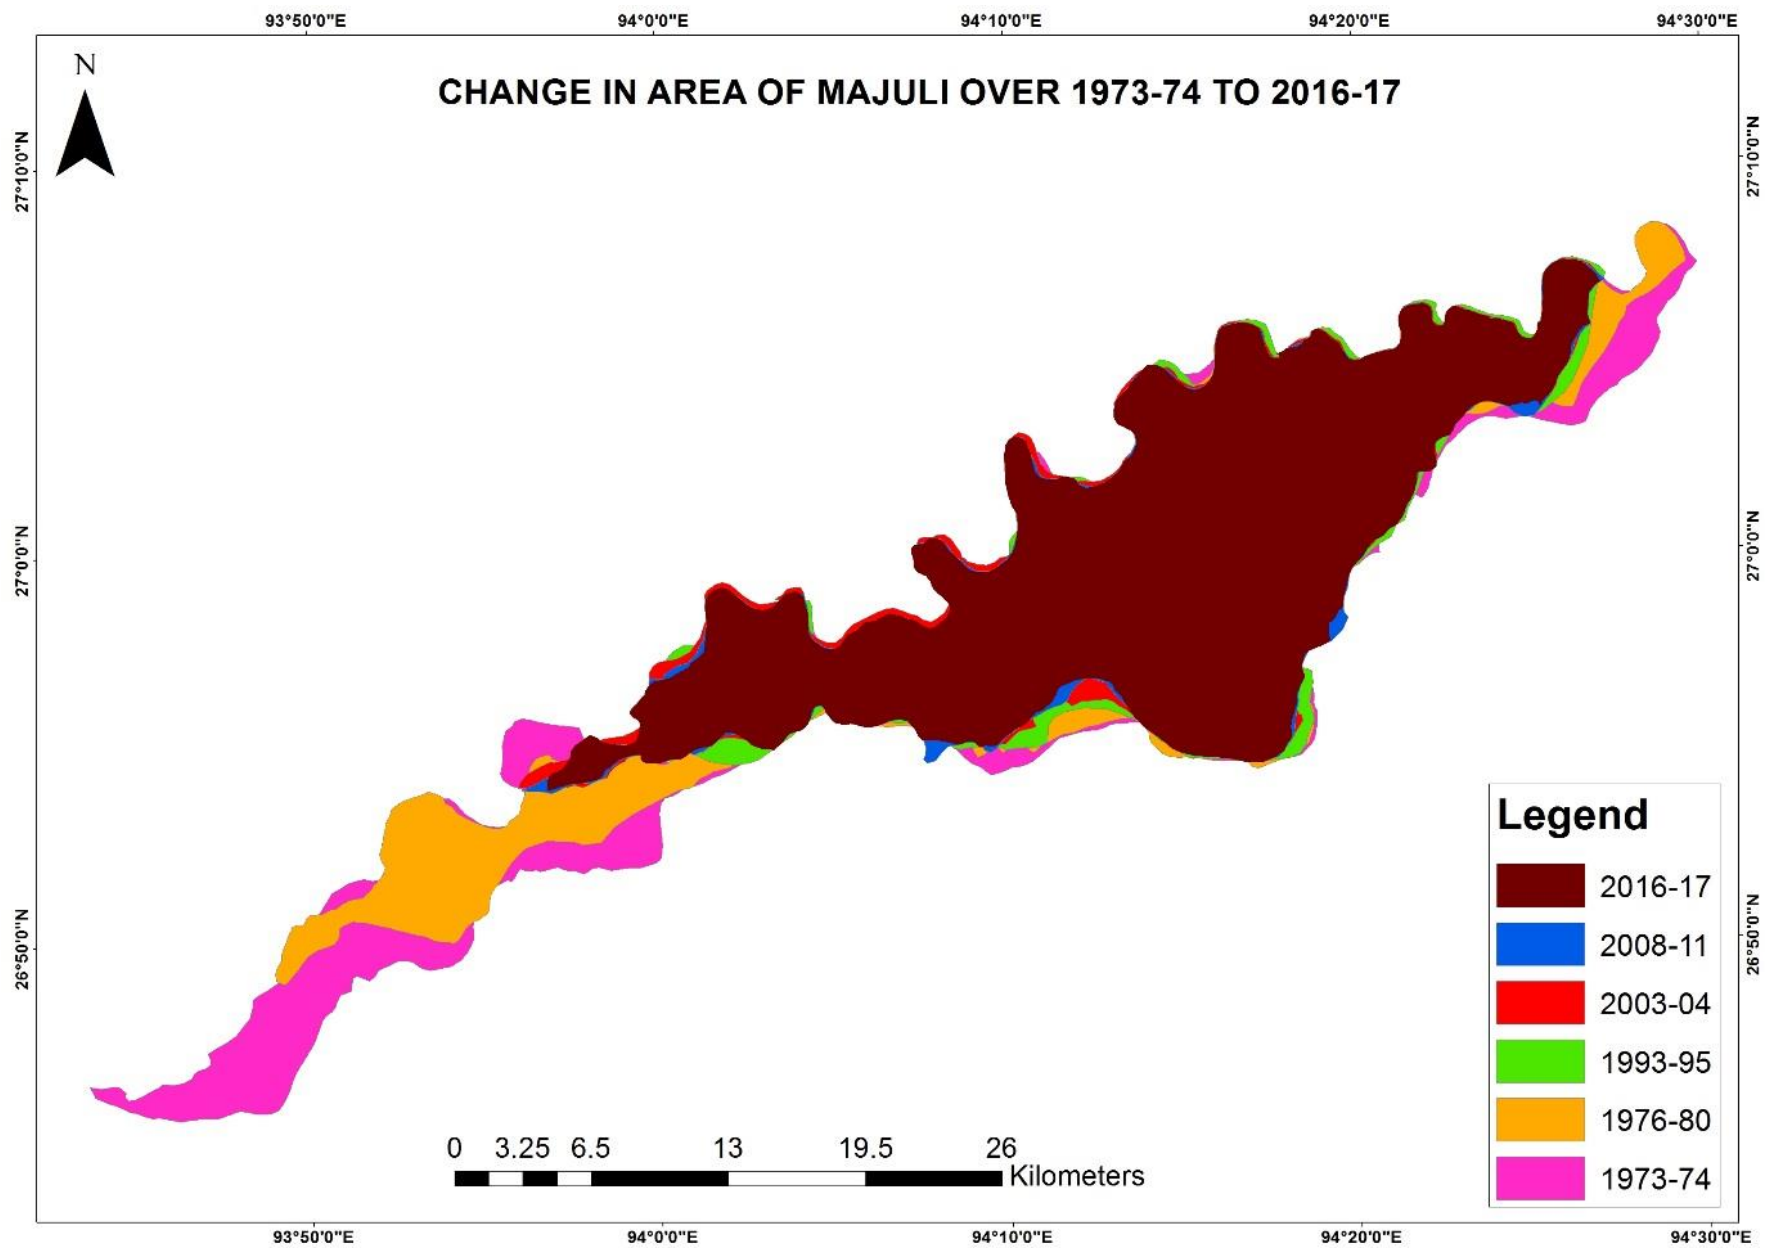 93°50'0"E 94°0'0"E 94°10'0"E 94°20'0"E 94°30'0"E
N
CHANGE IN AREA OF MAJULI OVER 1973-74 TO 2016-17
27°10'0"N 27°10'0"N
27°0'0"N 27°0'0"N
26°50'0"N 26°50'0"N
Legend
2016-17
2008-11
2003-04
1993-95
1976-80
1973-74
0 3.25 6.5 13 19.5 26
Kilometers
93°50'0"E 94°0'0"E 94°10'0"E 94°20'0"E 94°30'0"E